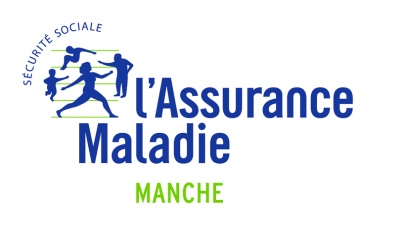 SÉCURITÉ SOCIALE
l'Assurance
Maladie
MANCHE